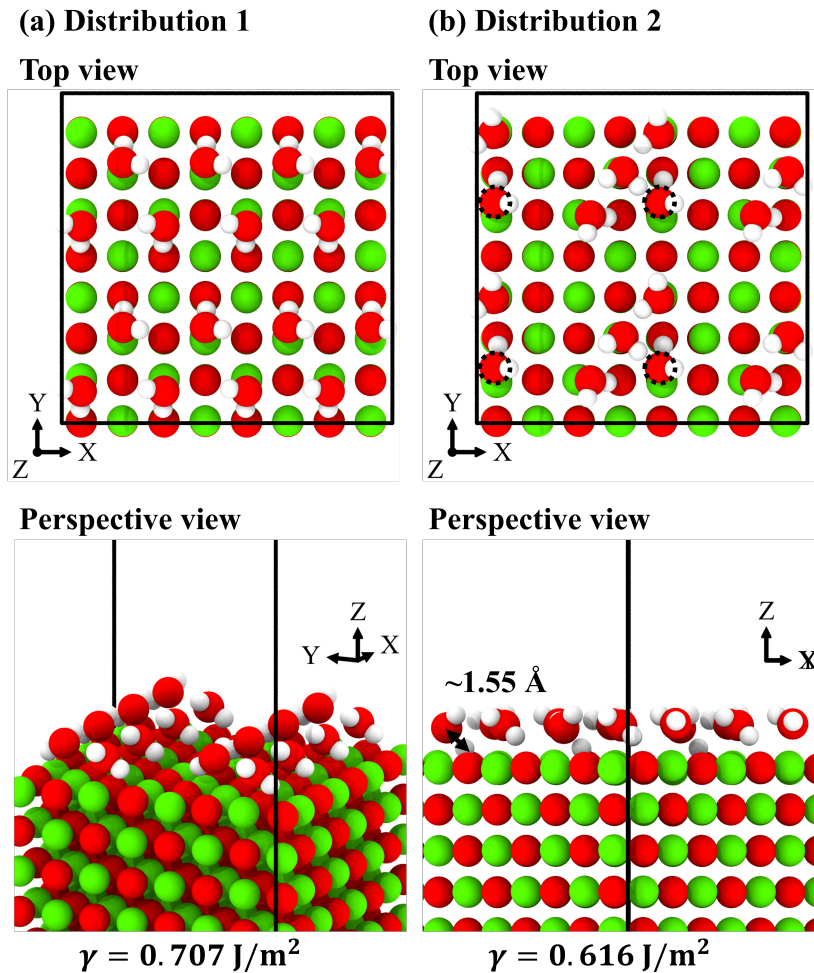 (a) Distribution 1
Top view
Y
Z
X
Perspective view
Z
Y
X
γ = 0.707 J/m²
(b) Distribution 2
Top view
Y
Z
X
Perspective view
Z
~1.55 Å
γ = 0.616 J/m²